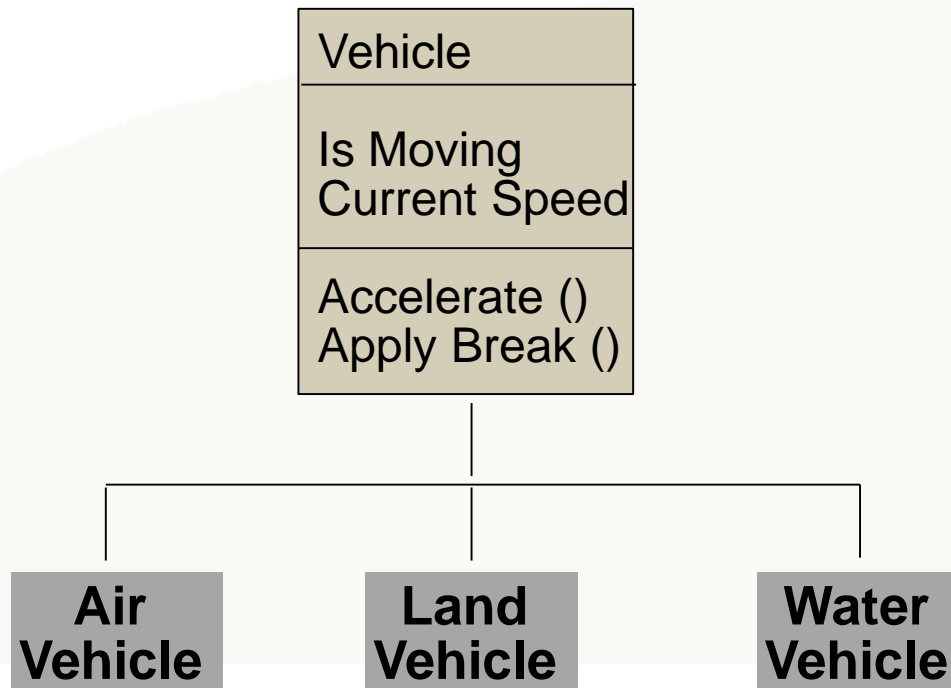 Vehicle
Is Moving
Current Speed
Accelerate ()
Apply Break ()
Air
Vehicle
Land
Vehicle
Water
Vehicle